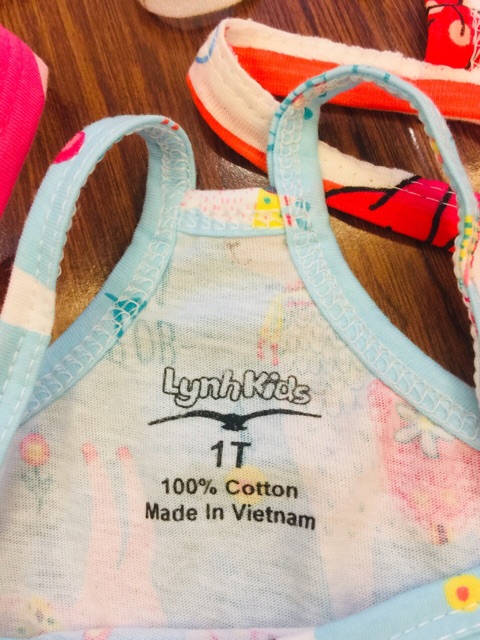 LynhKids
1T
100% Cotton
Made In Vietnam